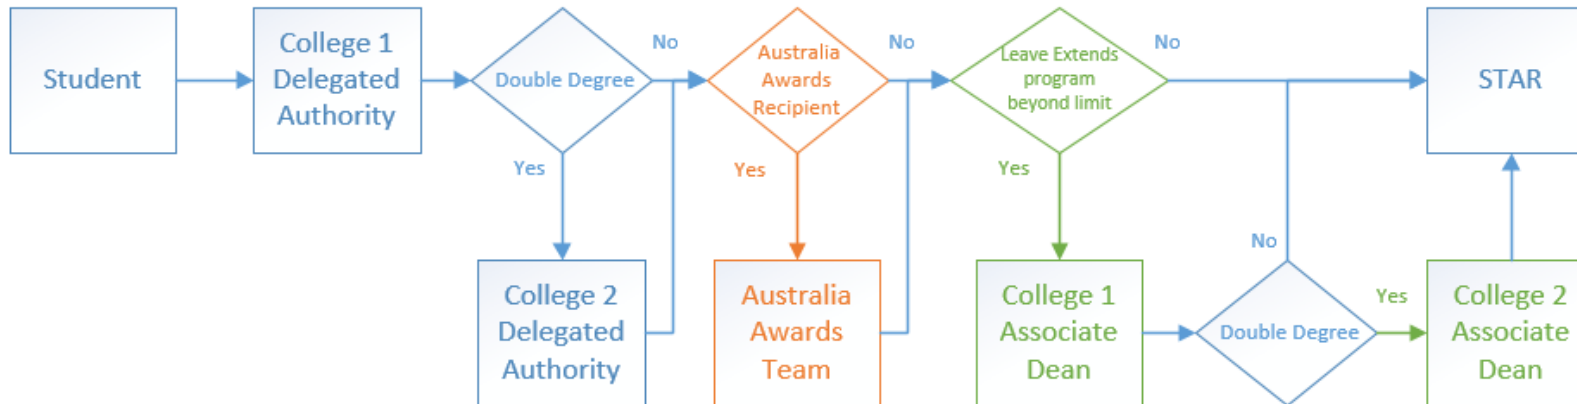 Student
College 1
Delegated
Authority
Double Degree
No
Yes
Australia
Awards
Recipient
No
Yes
Leave Extends
program
beyond limit
No
Yes
STAR
College 2
Delegated
Authority
Australia
Awards
Team
College 1
Associate
Dean
No
Double Degree
Yes
College 2
Associate
Dean